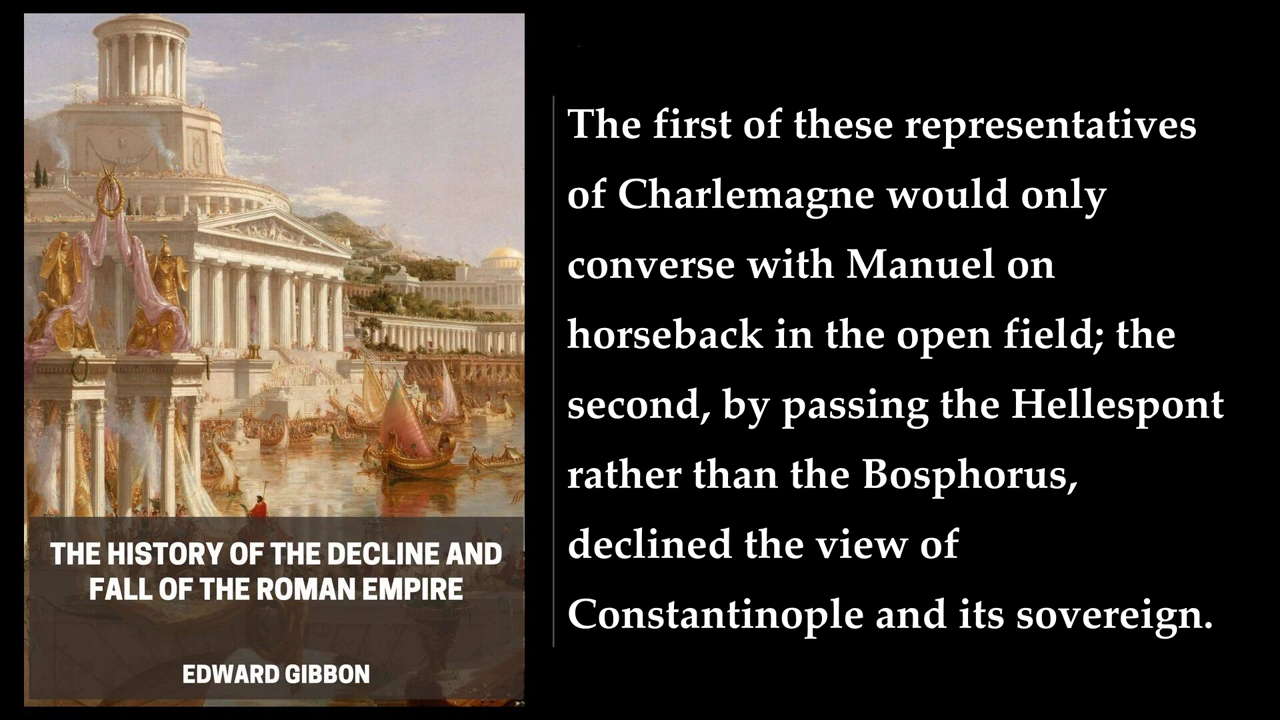 THE HISTORY OF THE DECLINE AND
FALL OF THE ROMAN EMPIRE
EDWARD GIBBON
The first of these representatives
of Charlemagne would only
converse with Manuel on
horseback in the open field; the
second, by passing the Hellespont
rather than the Bosphorus,
declined the view of
Constantinople and its sovereign.